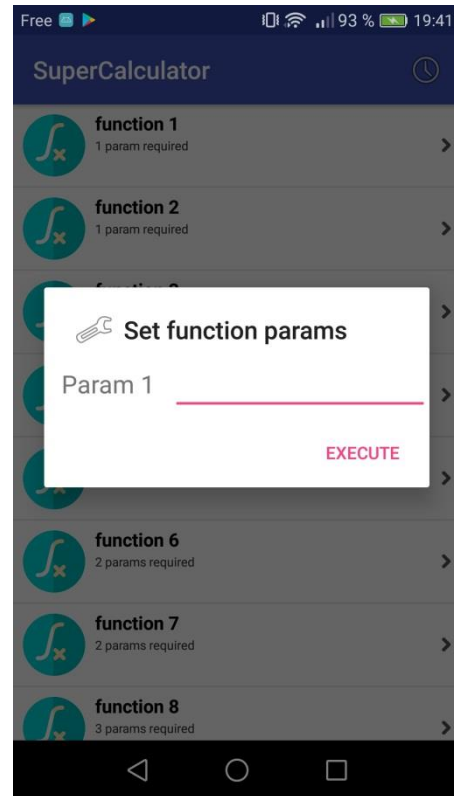 Free 93 % 19:41
SuperCalculator
function 1
1 param required
function 2
1 param required
Set function params
Param 1
EXECUTE
function 6
2 params required
function 7
2 params required
function 8
3 params required